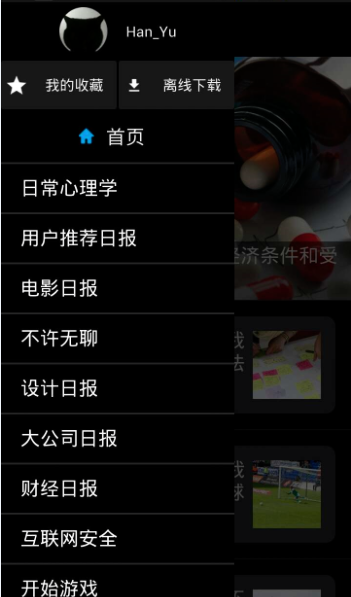 Han_Yu
我的收藏
离线下载
首页
日常心理学
用户推荐日报
电影日报
不许无聊
设计日报
大公司日报
财经日报
互联网安全
开始游戏
济条件和受
法
球